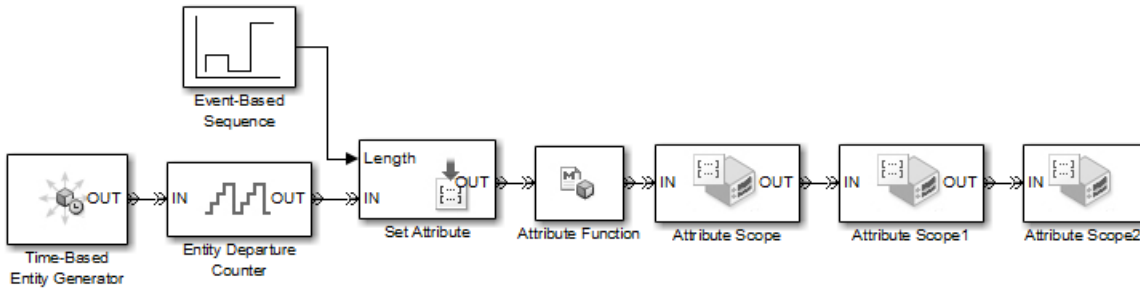 Event-Based
Sequence
Length
OUT
IN
OUT
IN
OUT
IN
IN
OUT
IN
OUT
IN
Time-Based
Entity Generator
Entity Departure
Counter
Set Attribute
Attribute Function
Attribute Scope
Attribute Scope1
Attribute Scope2